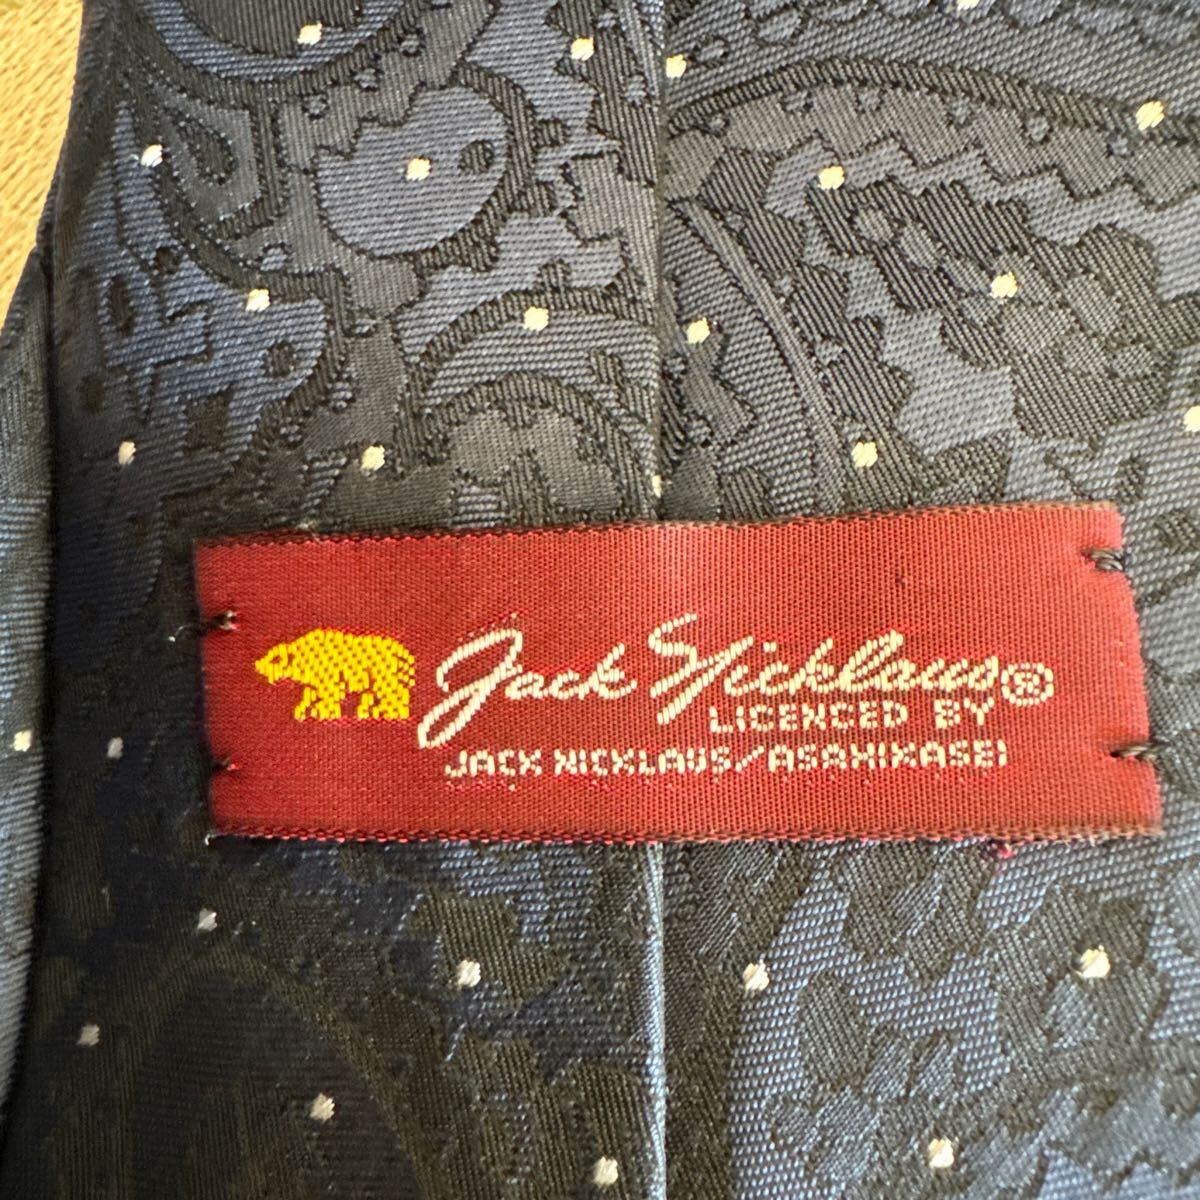 Jack Nicklaus®
LICENCED BY
JACK NICKLAUS/ASAHIKASEI